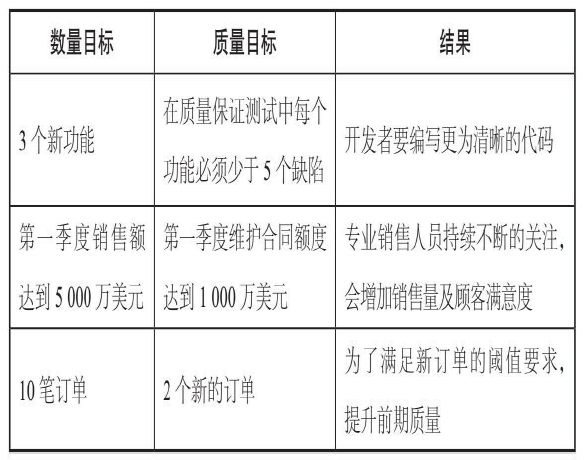 数量目标
质量目标
结果
3 个新功能
在质量保证测试中每个
功能必须少于 5 个缺陷
开发者要编写更为清晰的代码
第一季度销售额
达到 5 000 万美元
第一季度维护合同额度
达到 1 000 万美元
专业销售人员持续不断的关注，
会增加销售量及顾客满意度
10 笔订单
2 个新的订单
为了满足新订单的阈值要求，
提升前期质量